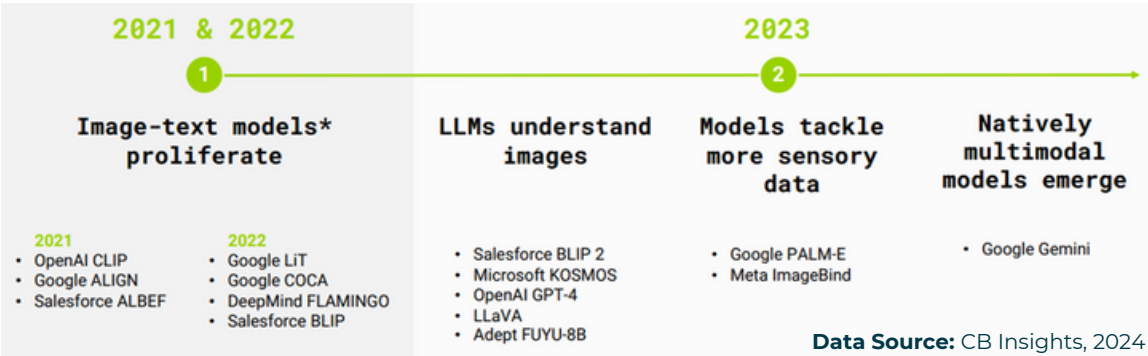 2021 & 2022
2023
1
2
Image-text models*
proliferate
LLMs understand
images
Models tackle
more sensory
data
Natively
multimodal
models emerge
2021
• OpenAI CLIP
• Google ALIGN
• Salesforce ALBEF
2022
• Google LiT
• Google COCA
• DeepMind FLAMINGO
• Salesforce BLIP
• Salesforce BLIP 2
• Microsoft KOSMOS
• OpenAI GPT-4
• LLaVA
• Adept FUYU-8B
• Google PALM-E
• Meta ImageBind
• Google Gemini
Data Source: CB Insights, 2024